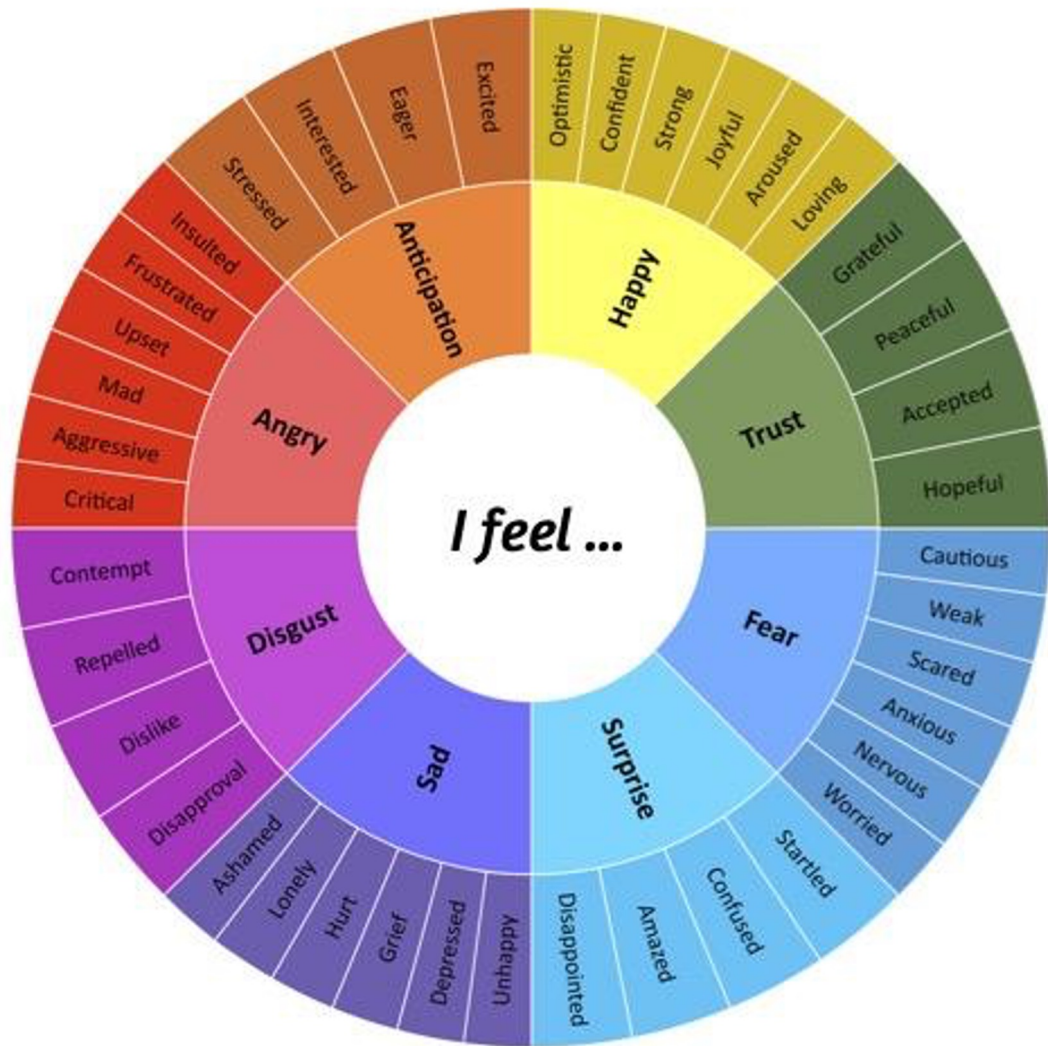 I feel ...
Happy
Optimistic
Confident
Strong
Joyful
Aroused
Loving
Trust
Grateful
Peaceful
Accepted
Hopeful
Fear
Cautious
Weak
Scared
Anxious
Nervous
Worried
Surprise
Startled
Confused
Amazed
Disappointed
Sad
Unhappy
Depressed
Grief
Hurt
Lonely
Ashamed
Disgust
Disapproval
Dislike
Repelled
Contempt
Angry
Critical
Aggressive
Mad
Upset
Frustrated
Insulted
Anticipation
Stressed
Interested
Eager
Excited